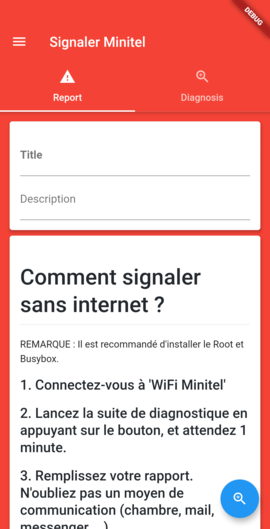 DEBUG
Signaler Minitel
Report
Diagnosis
Title
Description
Comment signaler
sans internet ?
REMARQUE : Il est recommandé d'installer le Root et
Busybox.
1. Connectez-vous à 'WiFi Minitel'
2. Lancez la suite de diagnostique en
appuyant sur le bouton, et attendez 1
minute.
3. Remplissez votre rapport.
N'oubliez pas un moyen de
communication (chambre, mail,
messenger, ...)